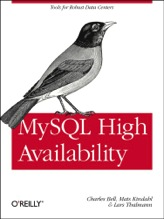 Tools for Robust Data Centers
MySQL High
Availability
O'REILLY®
Charles Bell, Mats Kindahl
& Lars Thalmann